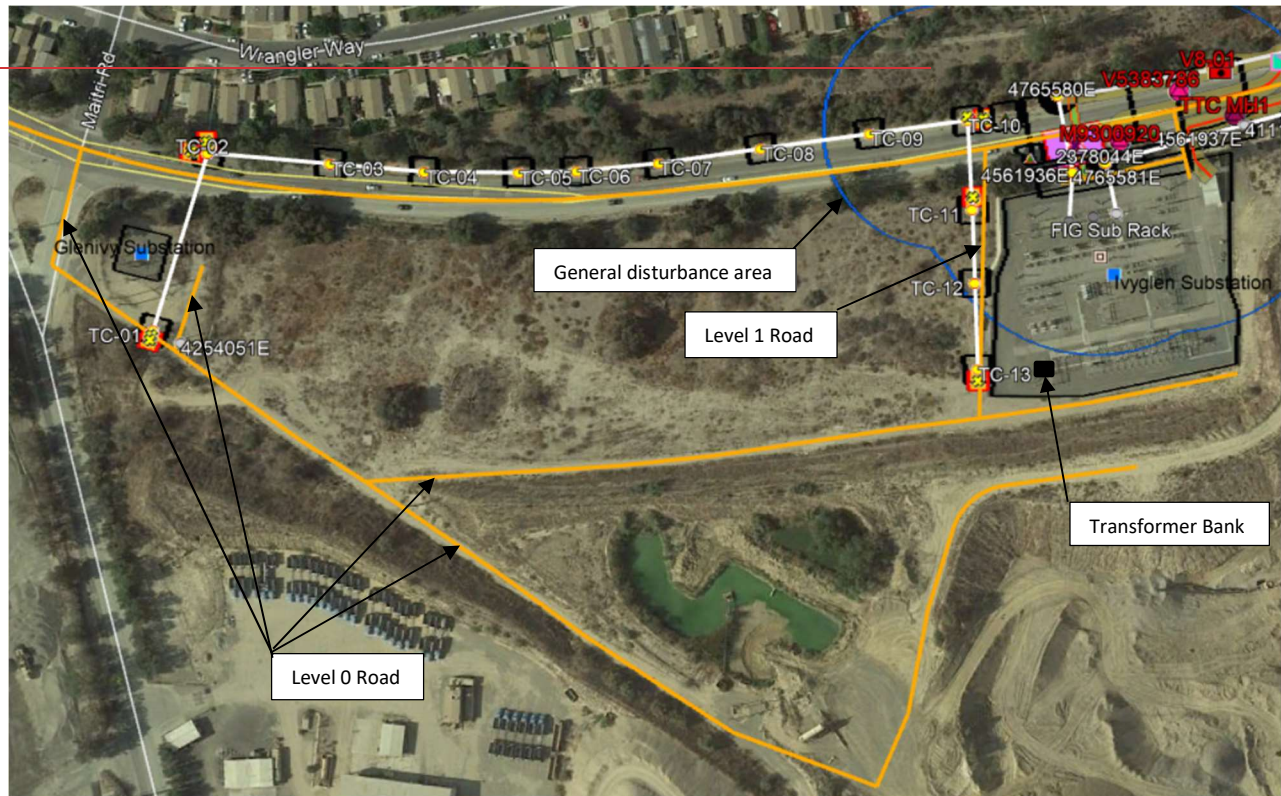 Wrangler Way
Maitri-Rd
V8-01
V5383786
4765580E
TTC MH1
TC-10
M9300920
4561937E
411
TC-02
TC-09
TC-08
TC-07
TC-06
TC-05
TC-04
TC-03
2378044E
4561936E
4765581E
TC-11
FIG Sub Rack
Glenivy Substation
General disturbance area
TC-12
Ivyglen Substation
TC-01
4254051E
Level 1 Road
TC-13
Transformer Bank
Level 0 Road